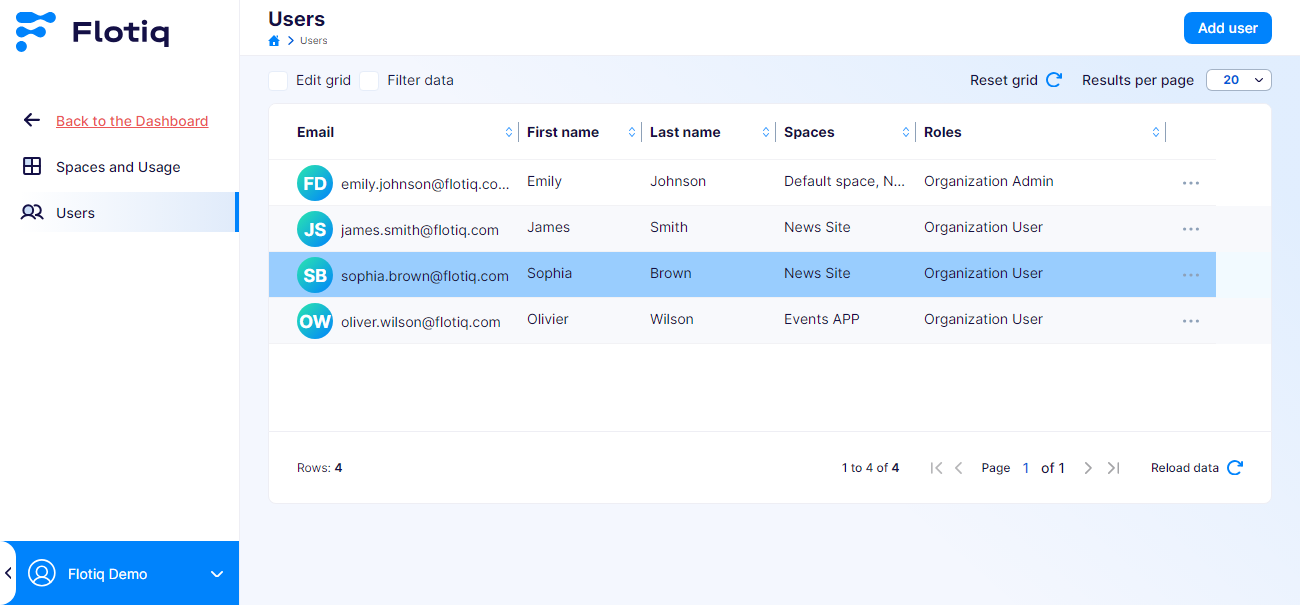 Flotiq
Users
Users
Add user
Edit grid Filter data Reset grid Results per page 20
Back to the Dashboard
Spaces and Usage
Users
Email First name Last name Spaces Roles
FD emily.johnson@flotiq.co... Emily Johnson Default space, N... Organization Admin ...
JS james.smith@flotiq.com James Smith News Site Organization User ...
SB sophia.brown@flotiq.com Sophia Brown News Site Organization User ...
OW oliver.wilson@flotiq.com Olivier Wilson Events APP Organization User ...
Rows: 4 1 to 4 of 4 Page 1 of 1 Reload data
Flotiq Demo